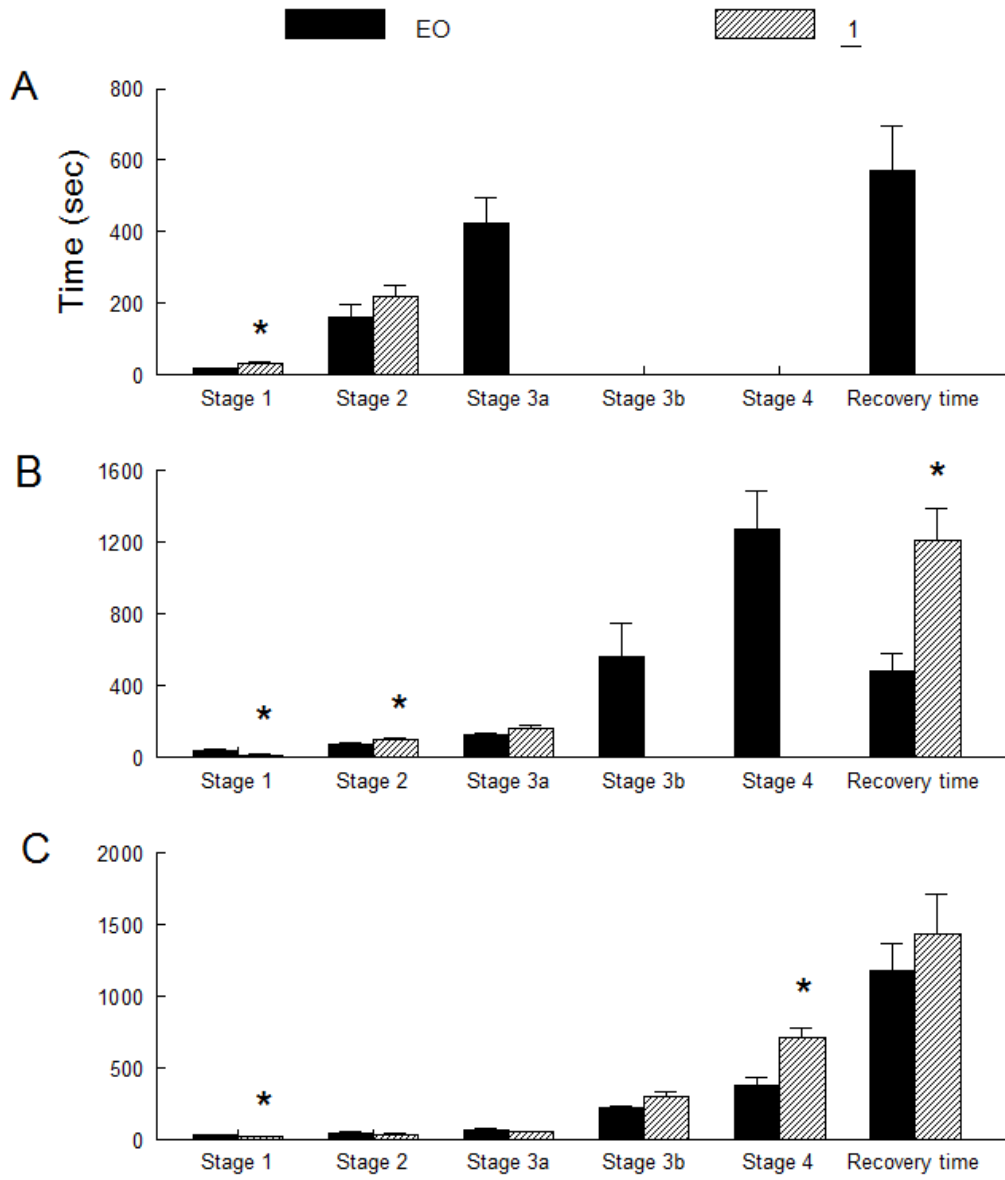 EO 1
A
Time (sec)
800
600
400
200
0
Stage 1 Stage 2 Stage 3a Stage 3b Stage 4 Recovery time
*
B
1600
1200
800
400
0
Stage 1 Stage 2 Stage 3a Stage 3b Stage 4 Recovery time
* * *
C
2000
1500
1000
500
0
Stage 1 Stage 2 Stage 3a Stage 3b Stage 4 Recovery time
* *